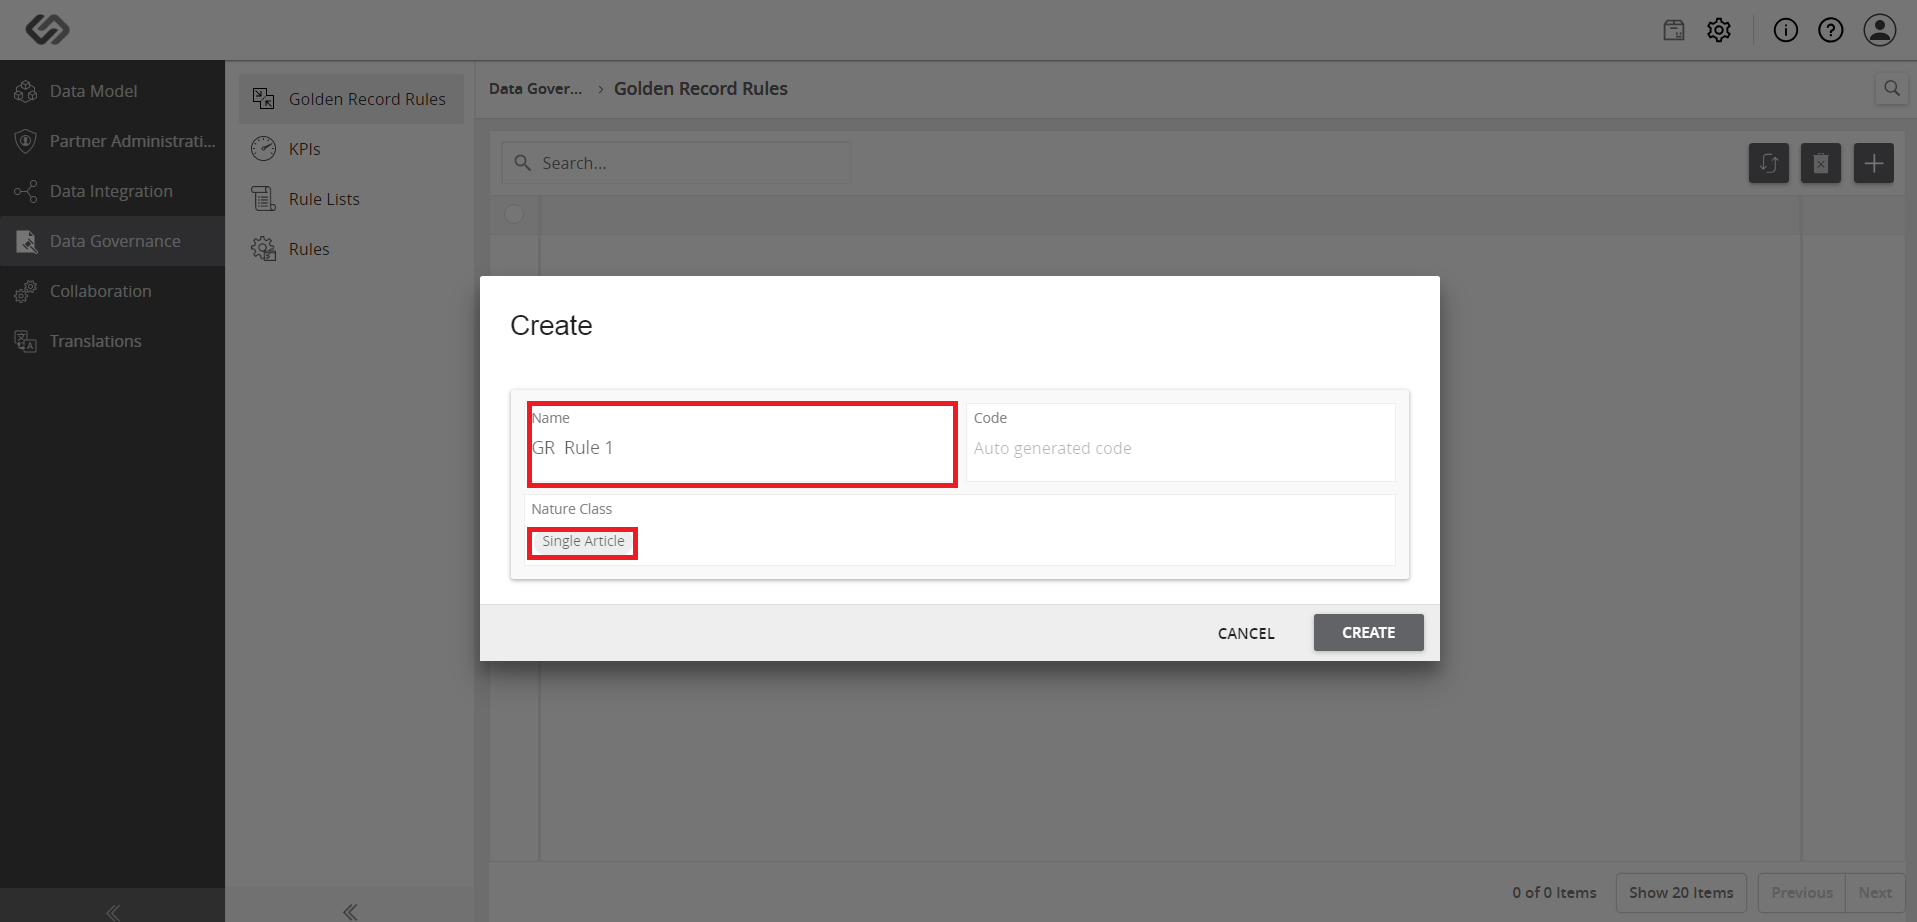 Data Model
Partner Administrati...
Data Integration
Data Governance
Collaboration
Translations
Golden Record Rules
KPIs
Rule Lists
Rules
Data Gover... › Golden Record Rules
Search...
Create
Name
GR  Rule 1
Code
Auto generated code
Nature Class
Single Article
CANCEL
CREATE
0 of 0 Items
Show 20 Items
Previous
Next